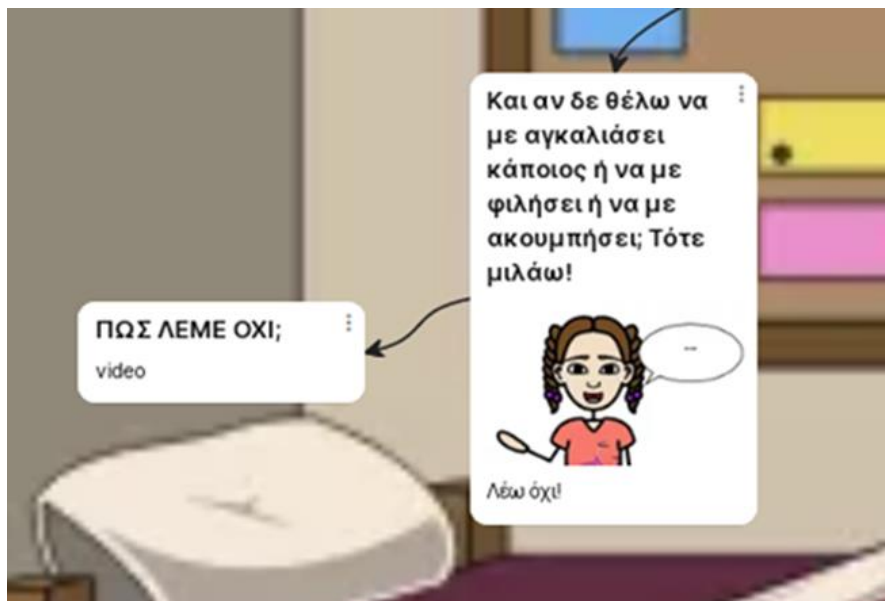 Και αν δε θέλω να
με αγκαλιάσει
κάποιος ή να με
φιλήσει ή να με
ακουμπήσει; Τότε
μιλάω!
Λέω όχι!
ΠΩΣ ΛΕΜΕ ΟΧΙ;
video